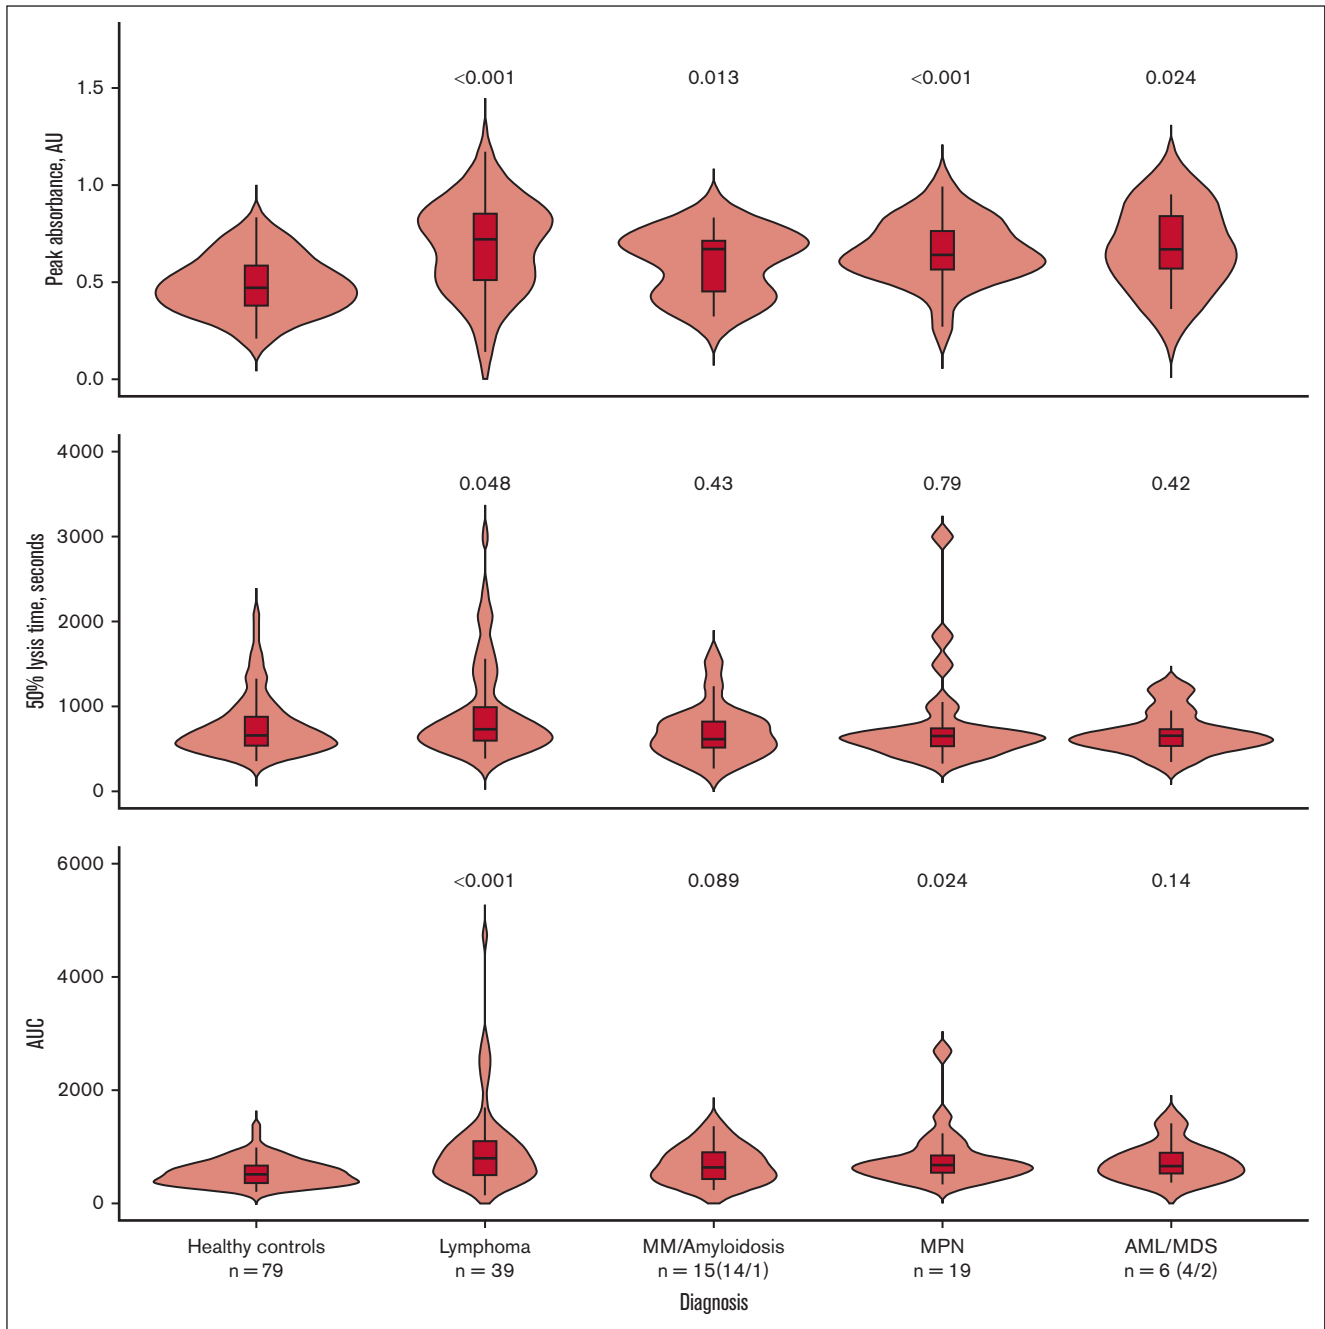 <0.001 0.013 <0.001 0.024
1.5
1.0
0.5
0.0
Peak absorbance, AU
0.048 0.43 0.79 0.42
4000
3000
2000
1000
0
50% lysis time, seconds
<0.001 0.089 0.024 0.14
6000
4000
2000
0
AUC
Healthy controls Lymphoma MM/Amyloidosis MPN AML/MDS
n = 79 n = 39 n = 15(14/1) n = 19 n = 6 (4/2)
Diagnosis